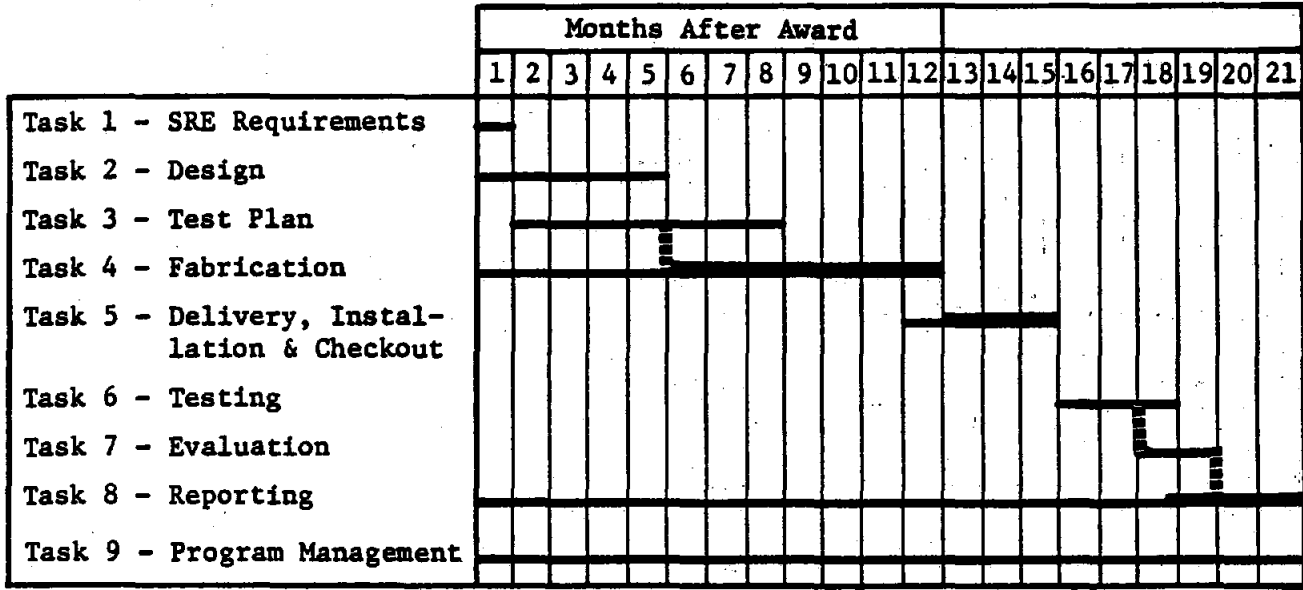 Months After Award
1 2 3 4 5 6 7 8 9 10 11 12 13 14 15 16 17 18 19 20 21
Task 1 - SRE Requirements
Task 2 - Design
Task 3 - Test Plan
Task 4 - Fabrication
Task 5 - Delivery, Instal-
lation & Checkout
Task 6 - Testing
Task 7 - Evaluation
Task 8 - Reporting
Task 9 - Program Management